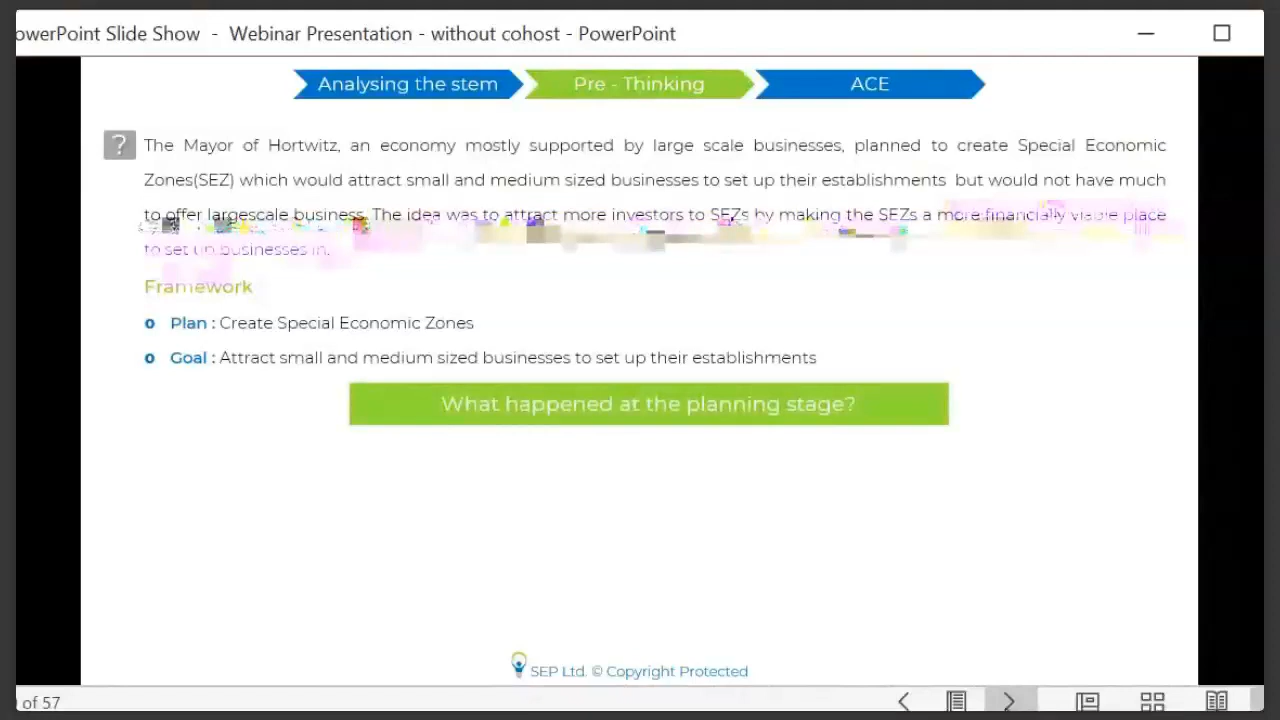 owerPoint Slide Show - Webinar Presentation - without cohost - PowerPoint
Analysing the stem
Pre - Thinking
ACE
?
The Mayor of Hortwitz, an economy mostly supported by large scale businesses, planned to create Special Economic
Zones(SEZ) which would attract small and medium sized businesses to set up their establishments but would not have much
to offer largescale business. The idea was to attract more investors to SEZs by making the SEZs a more financially viable place
to set up businesses in.
Framework
o Plan : Create Special Economic Zones
o Goal : Attract small and medium sized businesses to set up their establishments
What happened at the planning stage?
SEP Ltd. © Copyright Protected
of 57